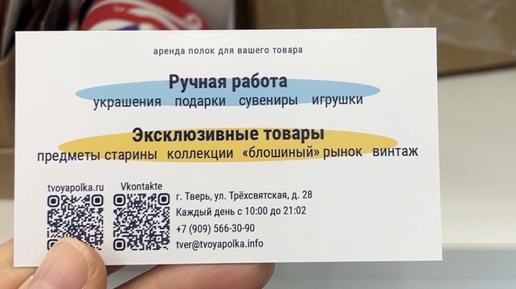 аренда полок для вашего товара
Ручная работа
украшения подарки сувениры игрушки
Эксклюзивные товары
предметы старины коллекции «блошиный» рынок винтаж
tvoyapolka.ru Vkontakte
г. Тверь, ул. Трёхсвятская, д. 28
Каждый день с 10:00 до 21:02
+7 (909) 566-30-90
tver@tvoyapolka.info